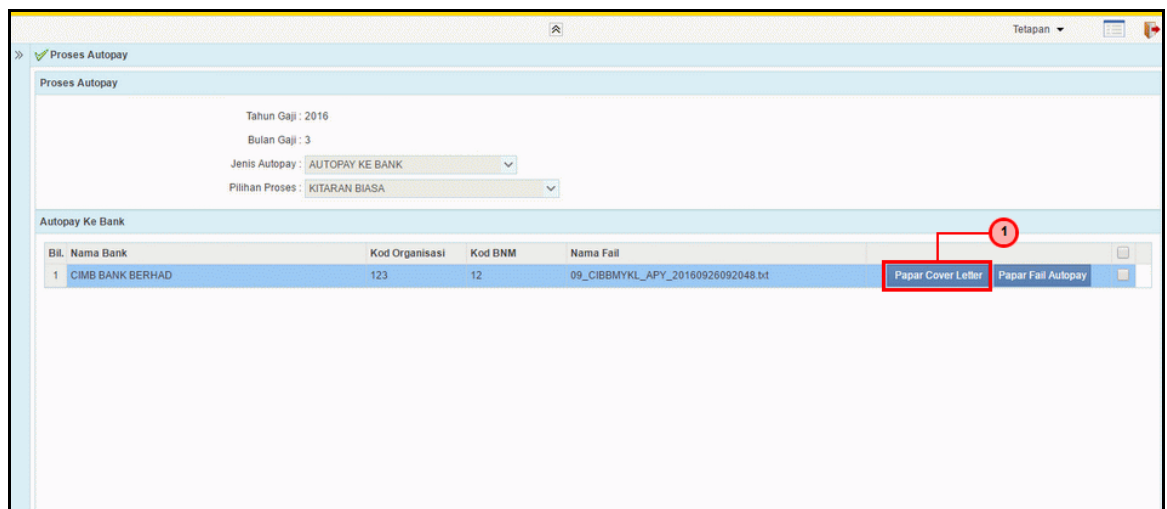 Tetapan
Proses Autopay
Proses Autopay
Tahun Gaji : 2016
Bulan Gaji : 3
Jenis Autopay : AUTOPAY KE BANK
Pilihan Proses : KITARAN BIASA
Autopay Ke Bank
1
Bil. Nama Bank Kod Organisasi Kod BNM Nama Fail
1 CIMB BANK BERHAD 123 12 09_CIBBMYKL_APY_20160926092048.txt Papar Cover Letter Papar Fail Autopay